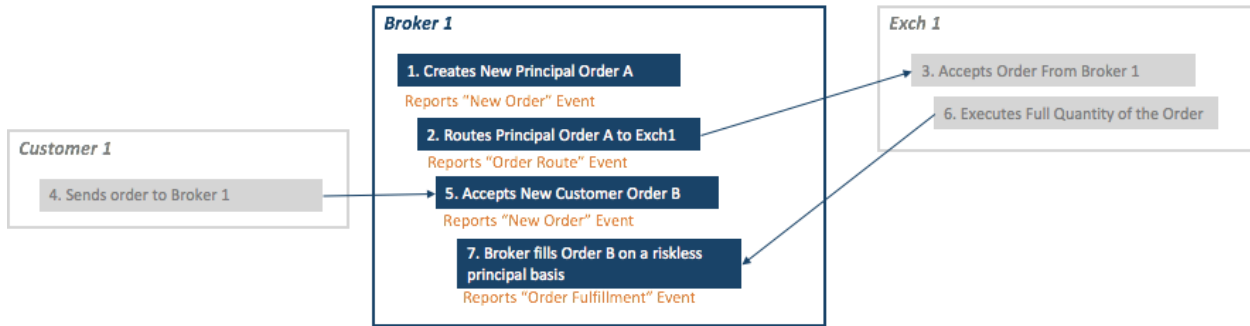 Broker 1
Exch 1
1. Creates New Principal Order A
3. Accepts Order From Broker 1
Reports “New Order” Event
6. Executes Full Quantity of the Order
2. Routes Principal Order A to Exch1
Customer 1
Reports “Order Route” Event
4. Sends order to Broker 1
5. Accepts New Customer Order B
Reports “New Order” Event
7. Broker fills Order B on a riskless
principal basis
Reports “Order Fulfillment” Event